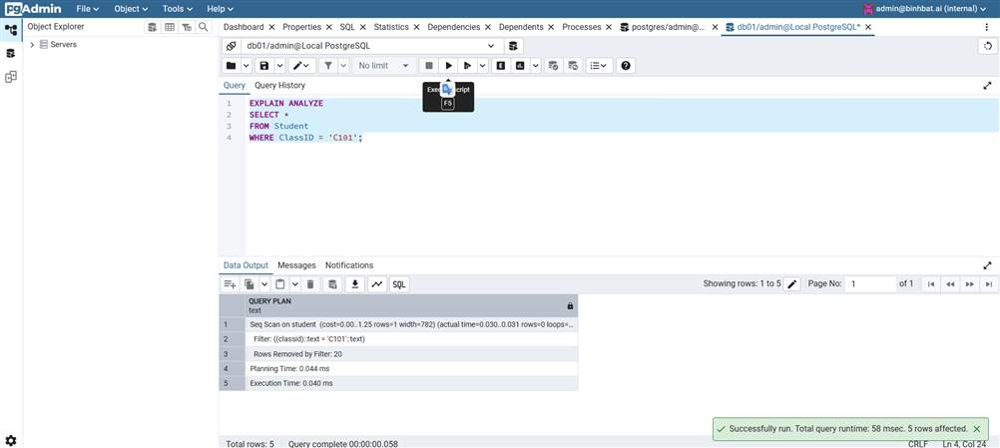 pgAdmin File Object Tools Help admin@binhbat.ai (internal)
Object Explorer
Dashboard Properties SQL Statistics Dependencies Dependents Processes postgres/admin@... db01/admin@Local PostgreSQL*
Servers
db01/admin@Local PostgreSQL
No limit
Query Query History
F5
1 EXPLAIN ANALYZE
2 SELECT *
3 FROM Student
4 WHERE ClassID = 'C101';
Data Output Messages Notifications
SQL Showing rows: 1 to 5 Page No: 1 of 1
QUERY PLAN
text
1 Seq Scan on student (cost=0.00..1.25 rows=1 width=782) (actual time=0.030..0.031 rows=0 loops=...
2 Filter: ((classid)::text = 'C101'::text)
3 Rows Removed by Filter: 20
4 Planning Time: 0.044 ms
5 Execution Time: 0.040 ms
Successfully run. Total query runtime: 58 msec. 5 rows affected.
Total rows: 5 Query complete 00:00:00.058 CRLF Ln 4, Col 24